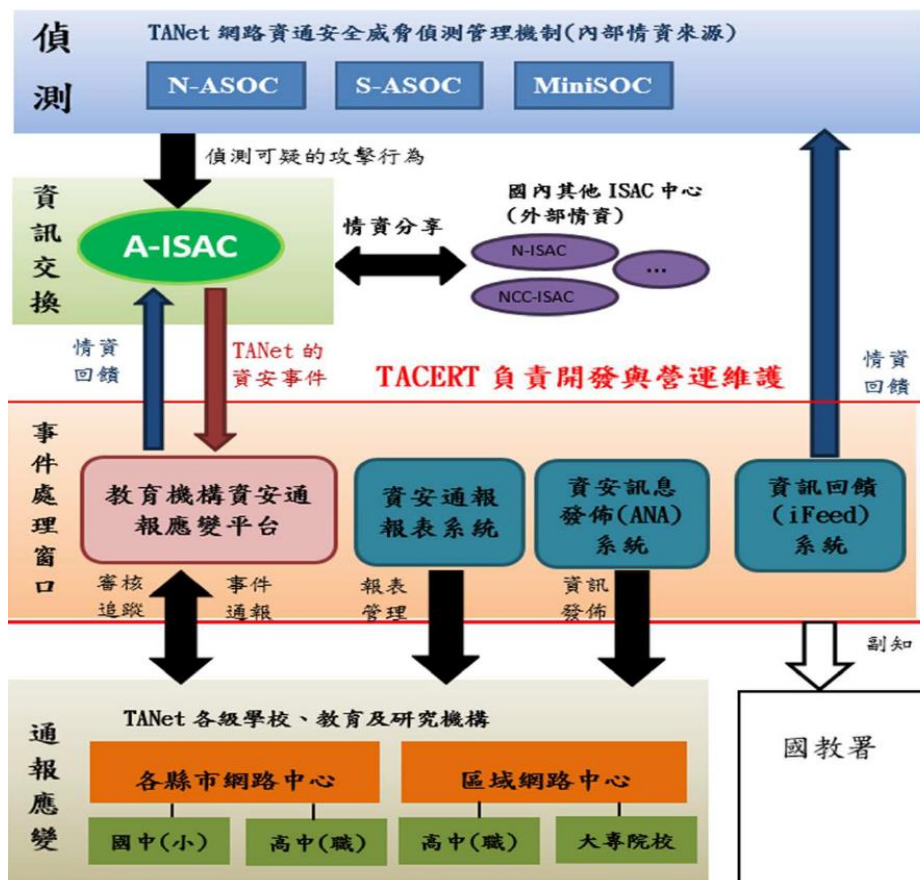 偵測
TANet 網路資通安全威脅偵測管理機制(內部情資來源)
N-ASOC
S-ASOC
MiniSOC
偵測可疑的攻擊行為
資訊交換
A-ISAC
情資分享
國內其他 ISAC 中心
(外部情資)
N-ISAC
...
NCC-ISAC
情資
回饋
TANet 的
資安事件
TACERT 負責開發與營運維護
情資
回饋
事件處理窗口
教育機構資安通
報應變平台
資安通報
報表系統
資安訊息
發佈(ANA)
系統
資訊回饋
(iFeed)
系統
審核
追蹤
事件
通報
報表
管理
資訊
發佈
副知
通報應變
TANet 各級學校、教育及研究機構
各縣市網路中心
區域網路中心
國中(小)
高中(職)
高中(職)
大專院校
國教署